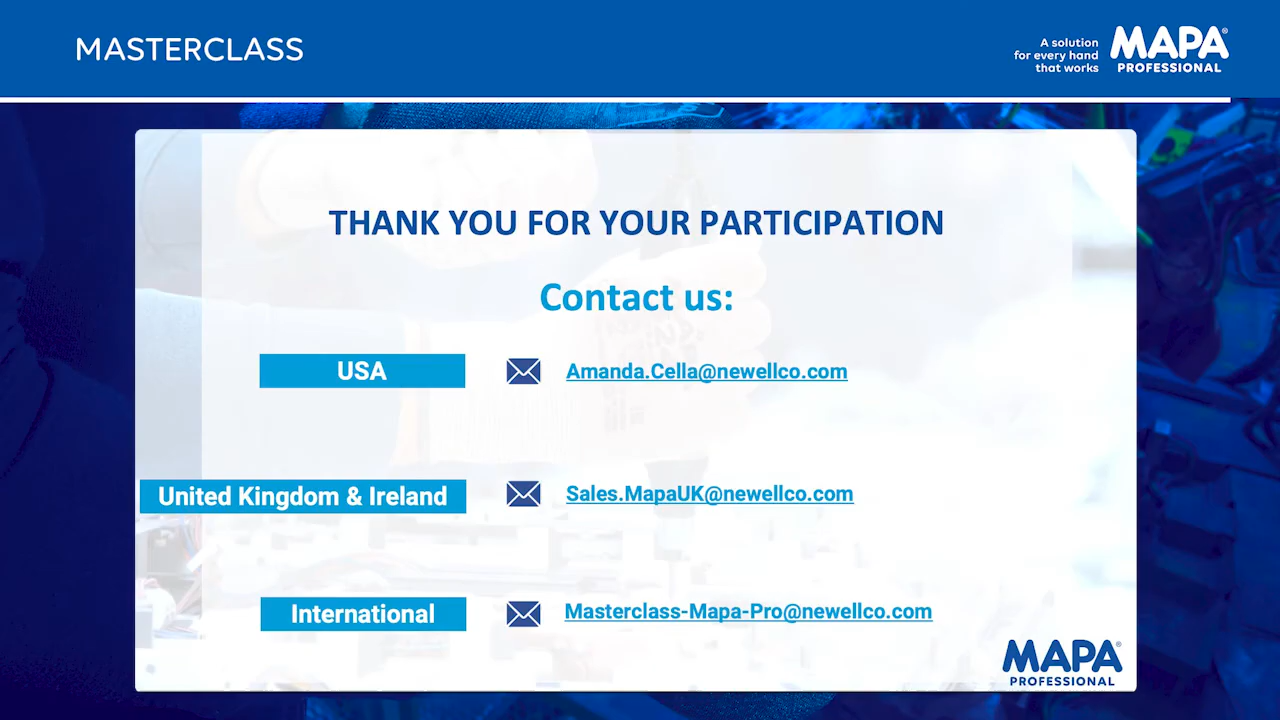 MASTERCLASS
A solution
for every hand
that works
MAPA®
PROFESSIONAL
THANK YOU FOR YOUR PARTICIPATION
Contact us:
USA
Amanda.Cella@newellco.com
United Kingdom & Ireland
Sales.MapaUK@newellco.com
International
Masterclass-Mapa-Pro@newellco.com
MAPA®
PROFESSIONAL